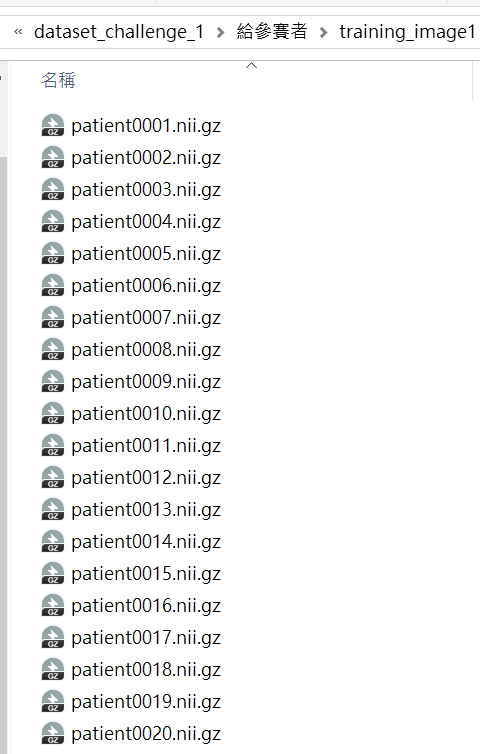 « dataset_challenge_1 > 給參賽者 > training_image1
名稱
patient0001.nii.gz
patient0002.nii.gz
patient0003.nii.gz
patient0004.nii.gz
patient0005.nii.gz
patient0006.nii.gz
patient0007.nii.gz
patient0008.nii.gz
patient0009.nii.gz
patient0010.nii.gz
patient0011.nii.gz
patient0012.nii.gz
patient0013.nii.gz
patient0014.nii.gz
patient0015.nii.gz
patient0016.nii.gz
patient0017.nii.gz
patient0018.nii.gz
patient0019.nii.gz
patient0020.nii.gz